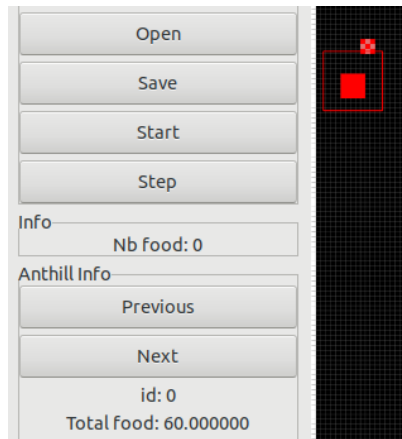 Open
Save
Start
Step
Info
Nb food: 0
Anthill Info
Previous
Next
id: 0
Total food: 60.000000